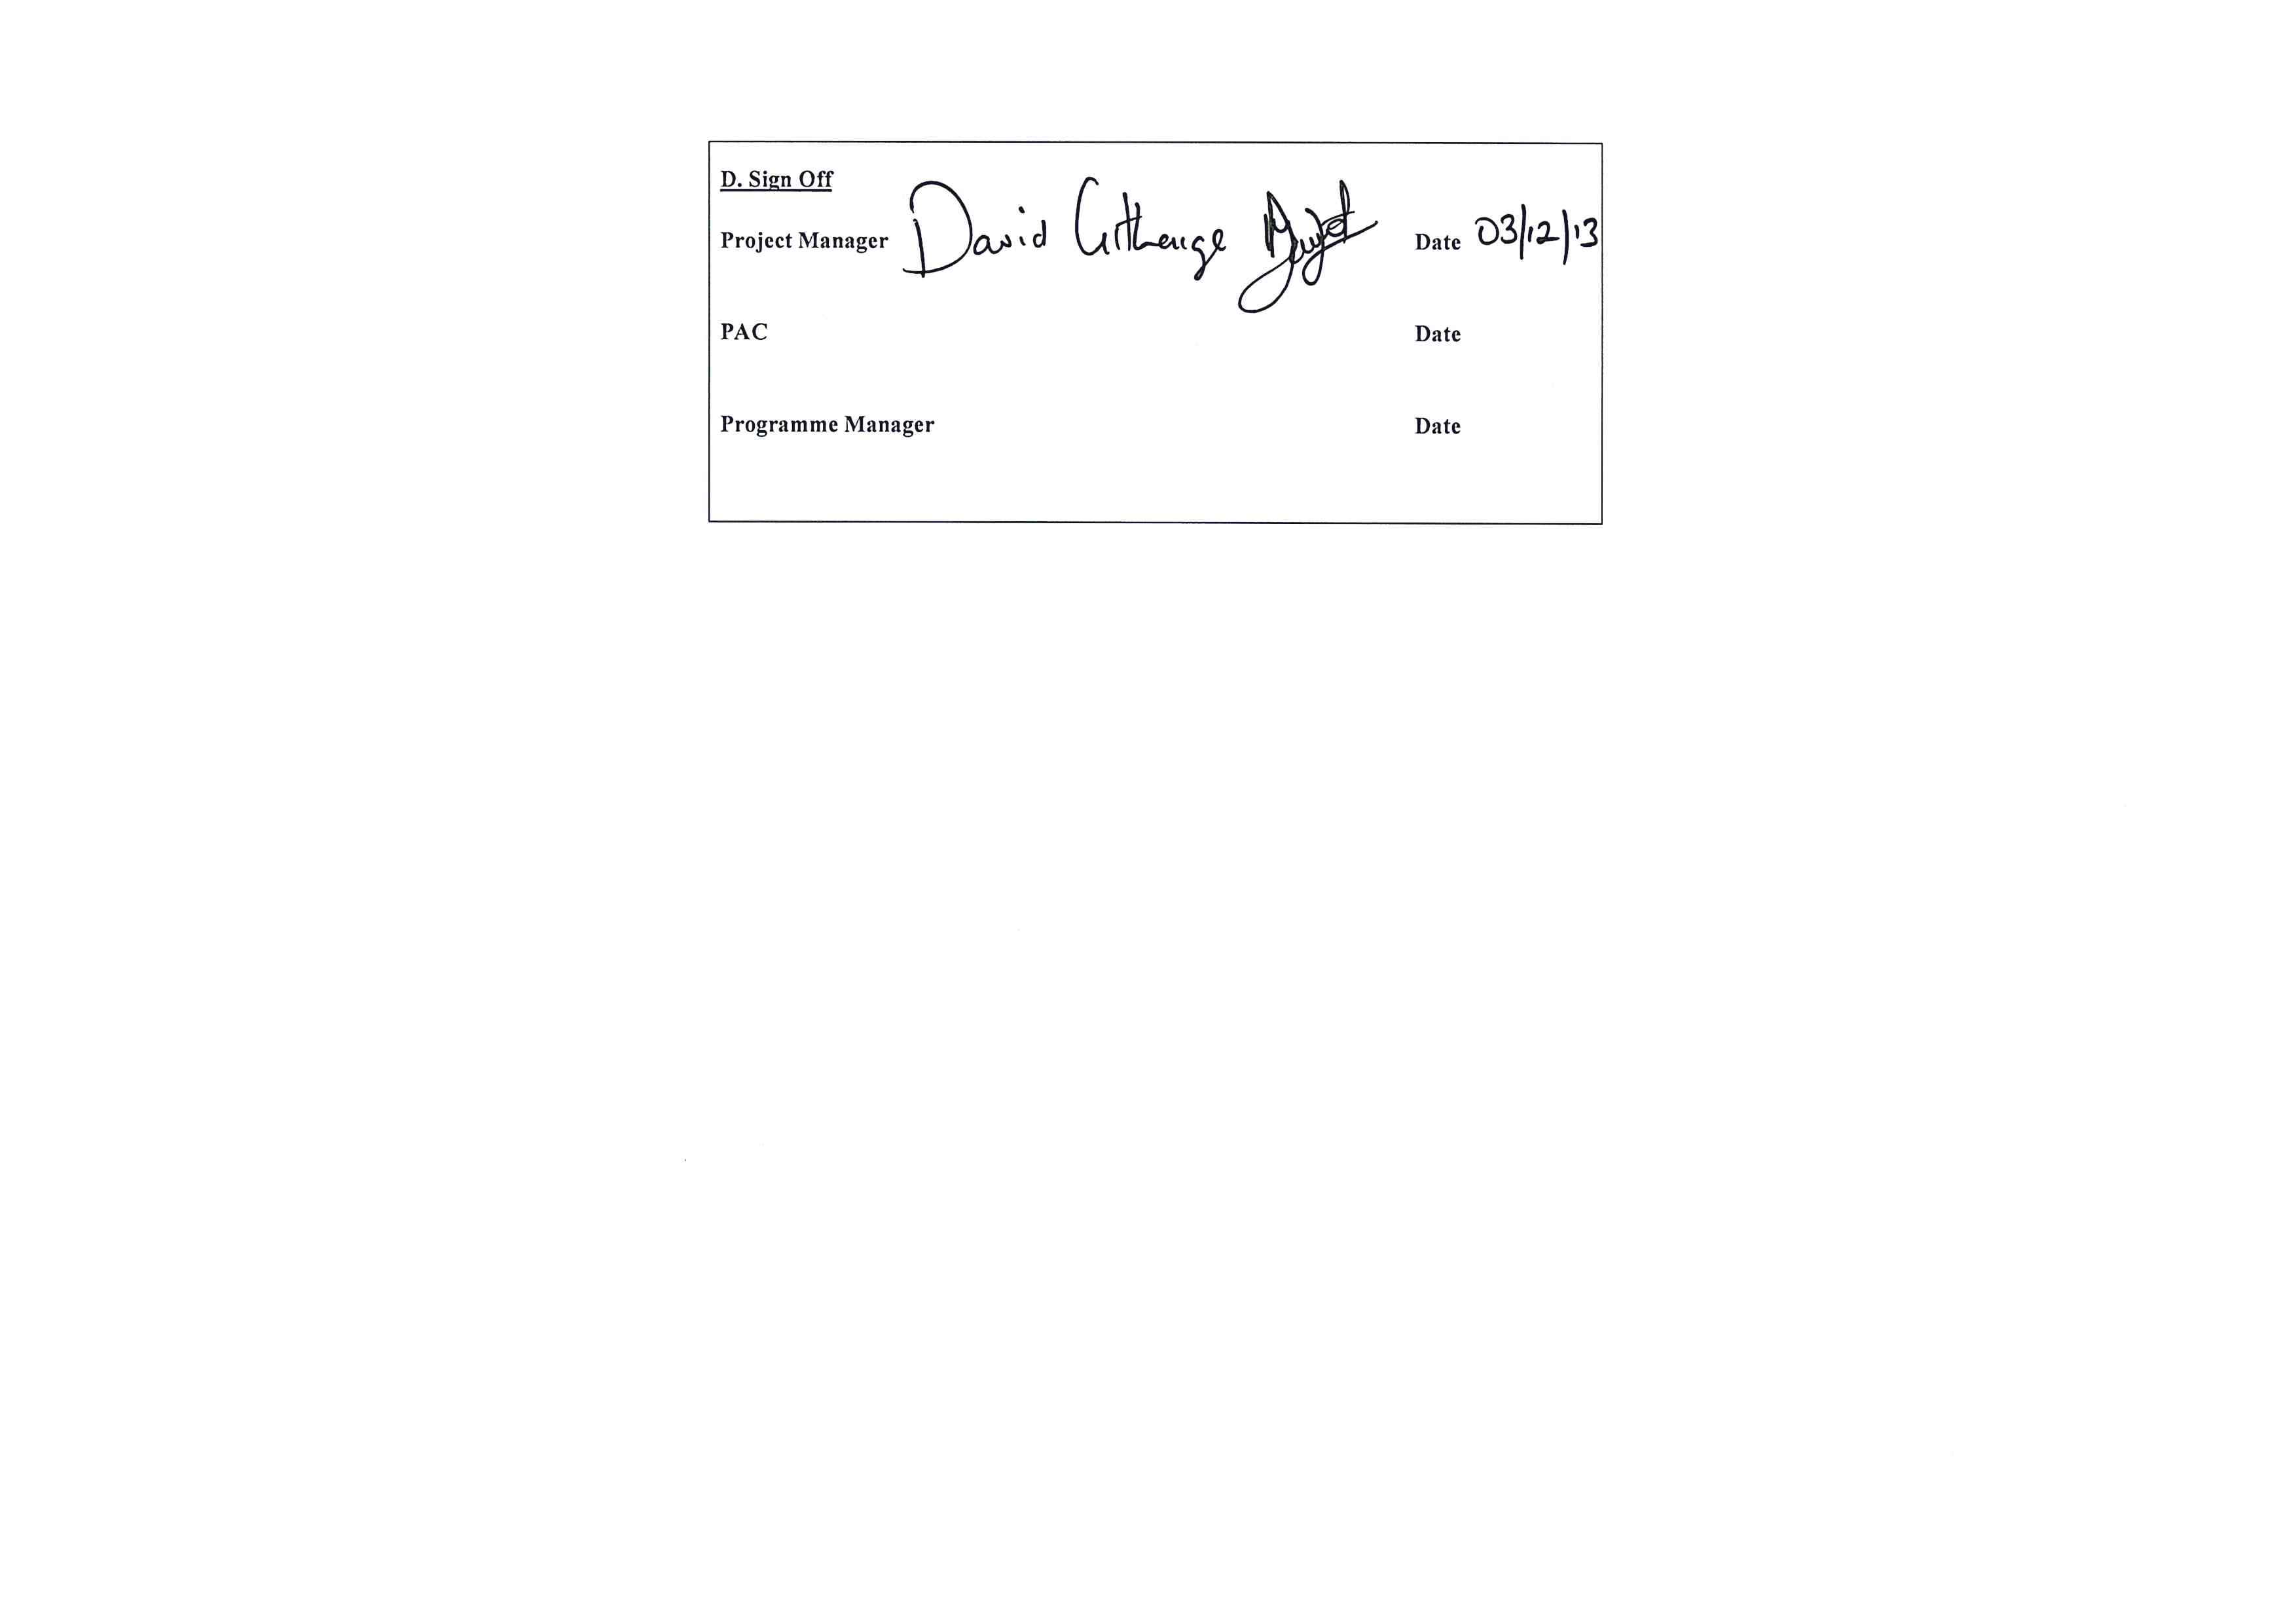 D. Sign Off
Project Manager David Githenge Date 03/12/13
PAC Date
Programme Manager Date